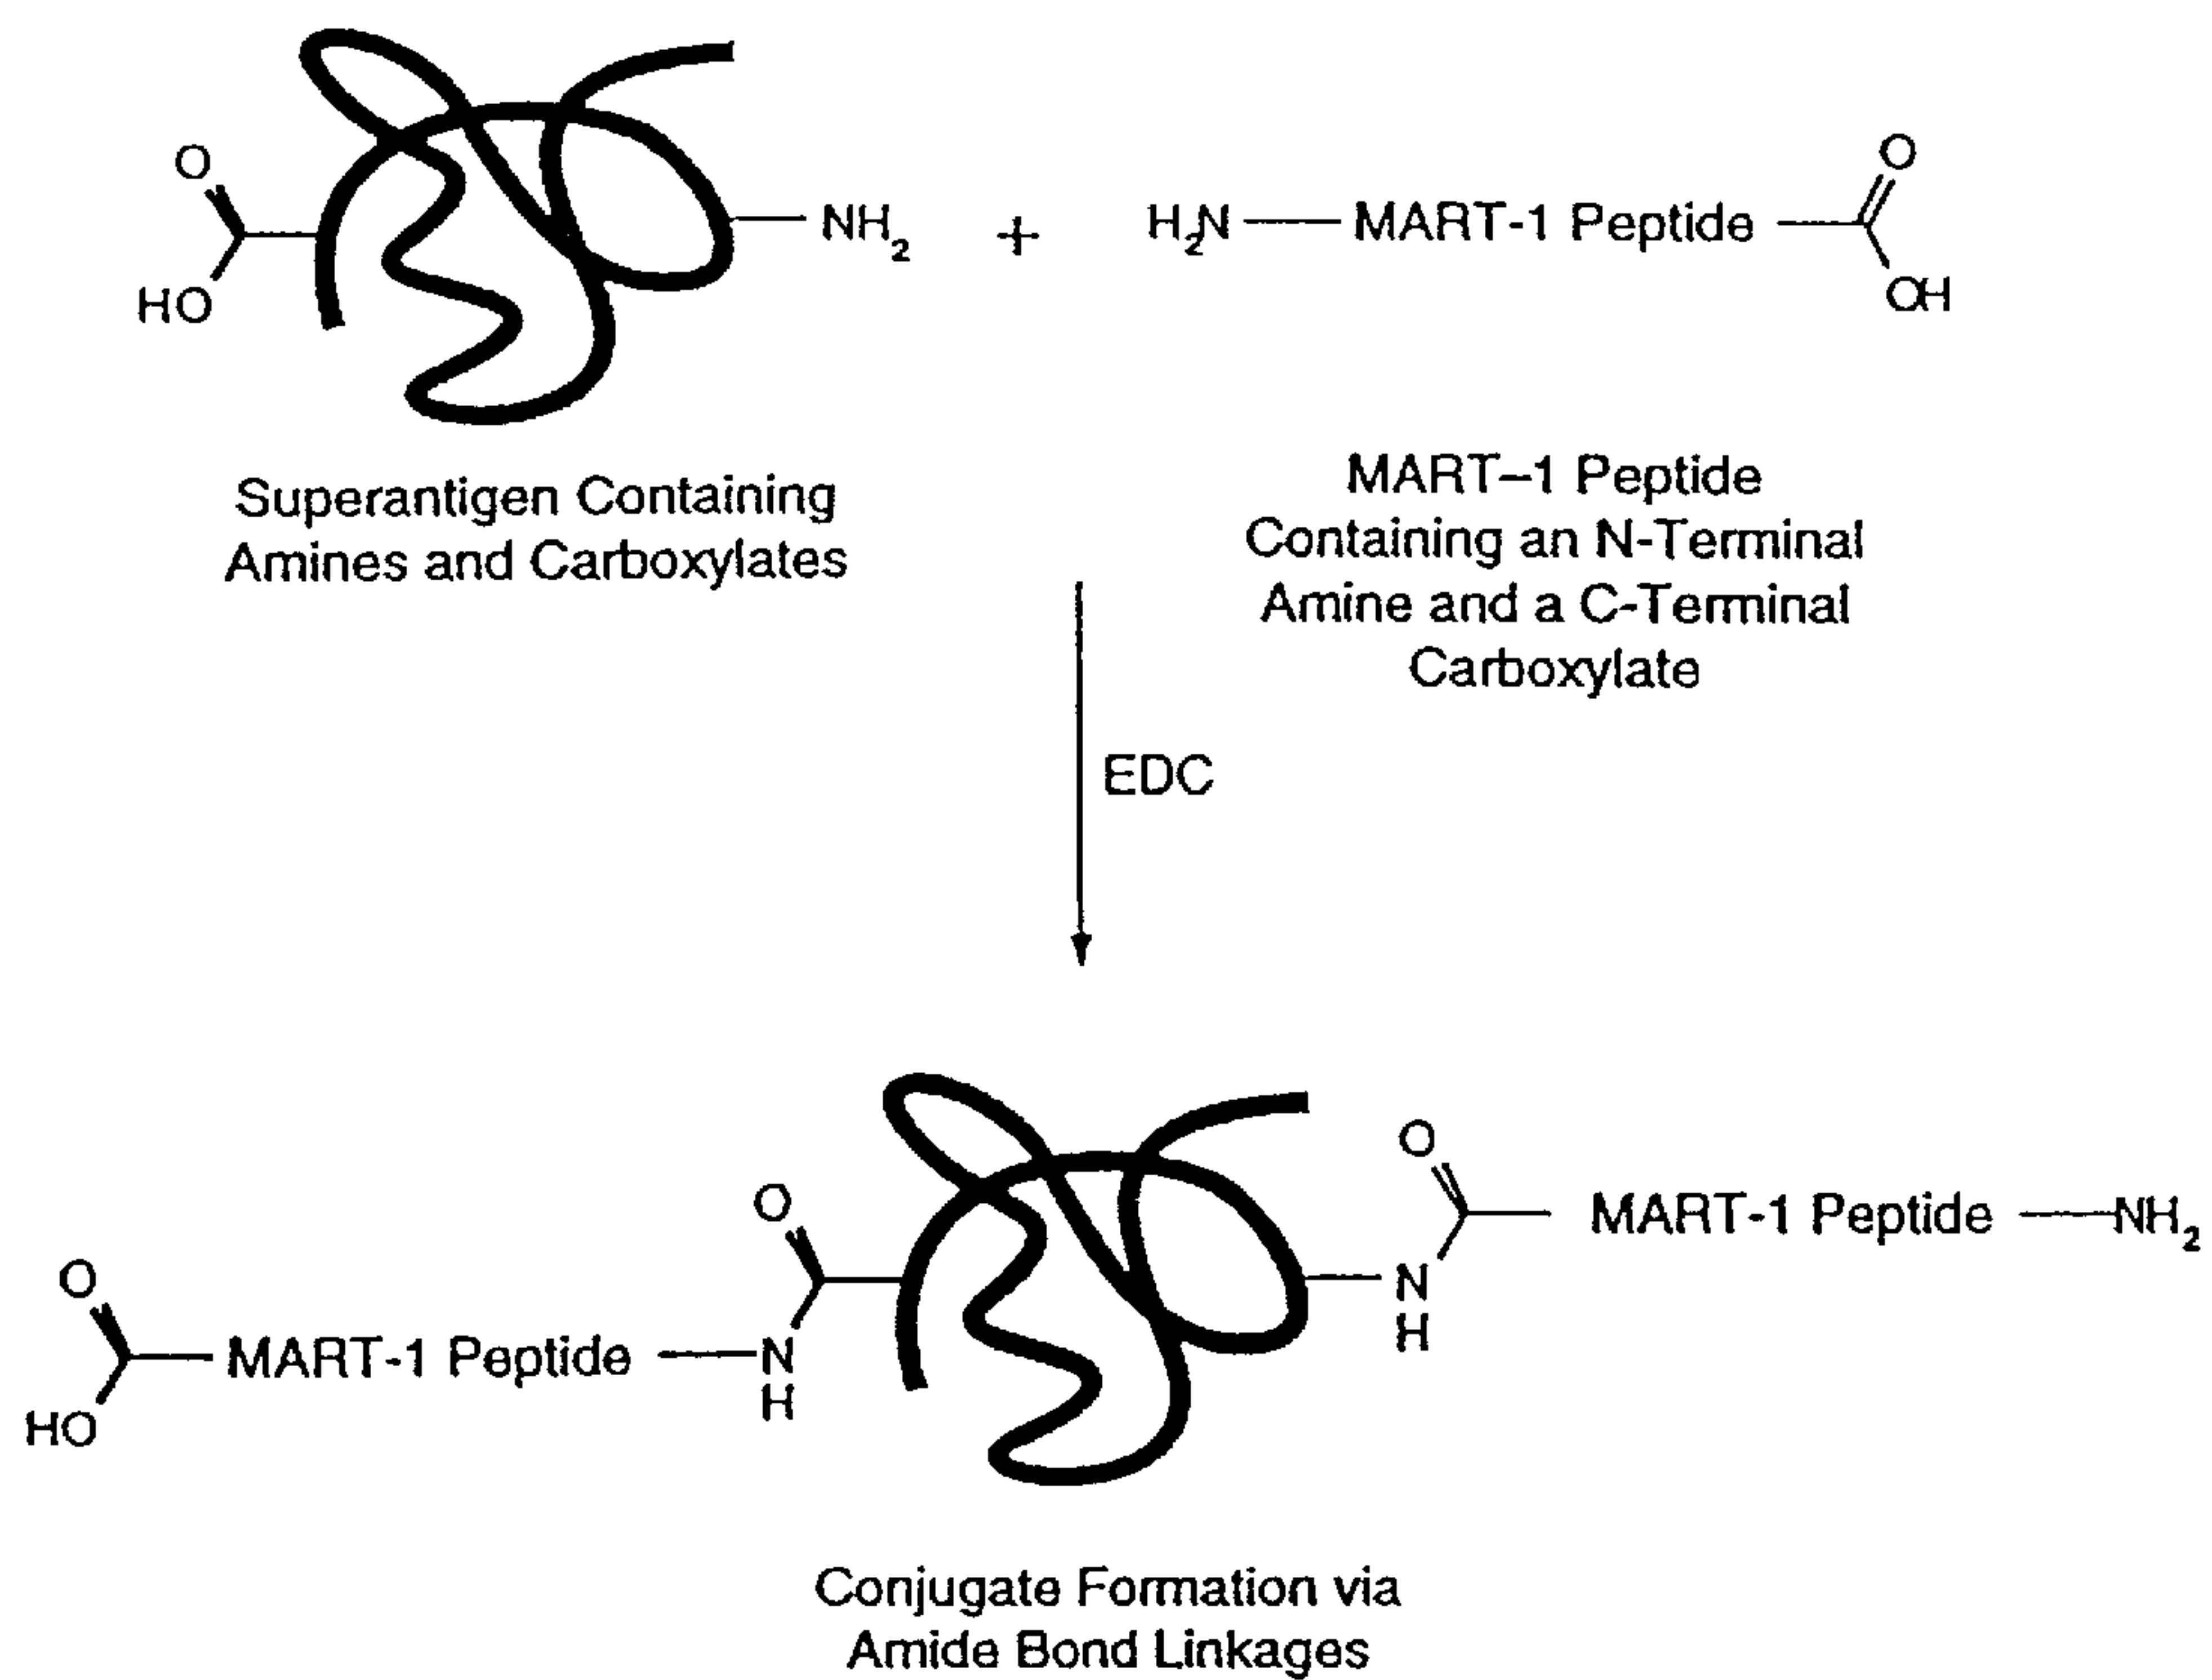 O
HO
NH2
+
H2N — MART-1 Peptide
O
OH
Superantigen Containing
Amines and Carboxylates
MART–1 Peptide
Containing an N-Terminal
Amine and a C-Terminal
Carboxylate
EDC
O
HO
MART-1 Peptide
N
H
O
O
N
H
MART-1 Peptide — NH2
Conjugate Formation via
Amide Bond Linkages